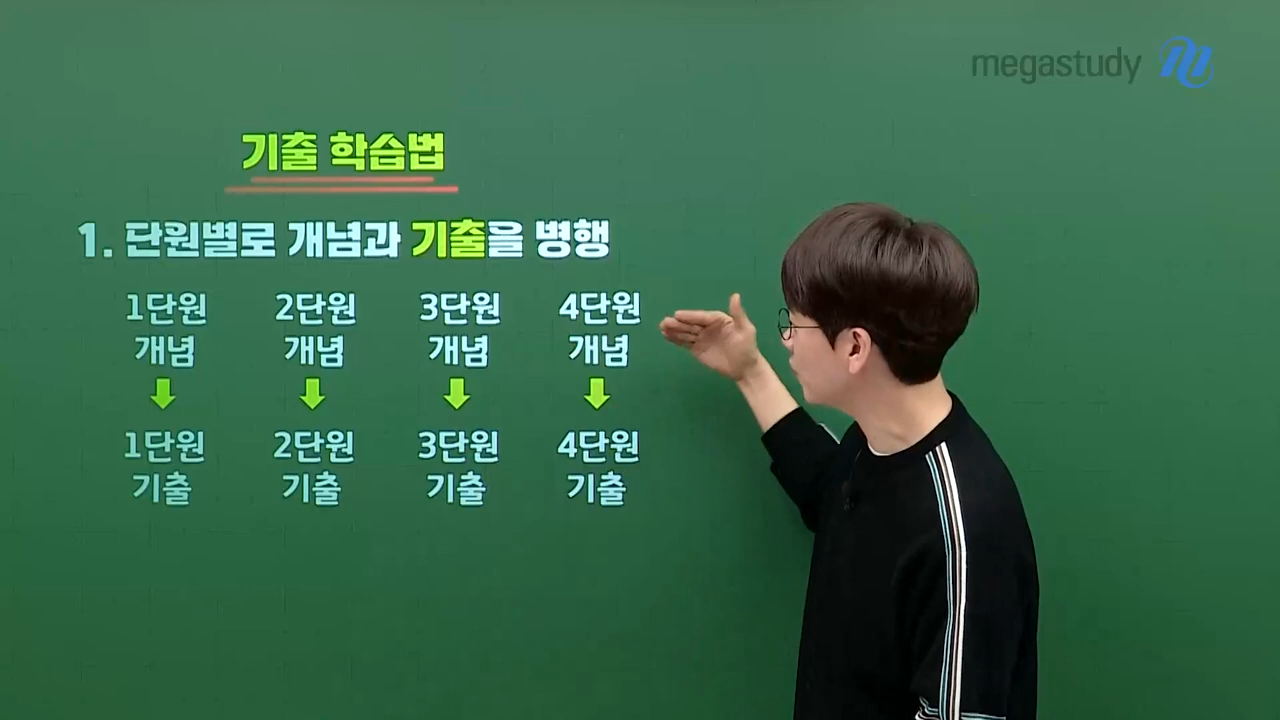 megastudy
기출 학습법
1. 단원별로 개념과 기출을 병행
1단원 2단원 3단원 4단원
개념 개념 개념 개념
1단원 2단원 3단원 4단원
기출 기출 기출 기출